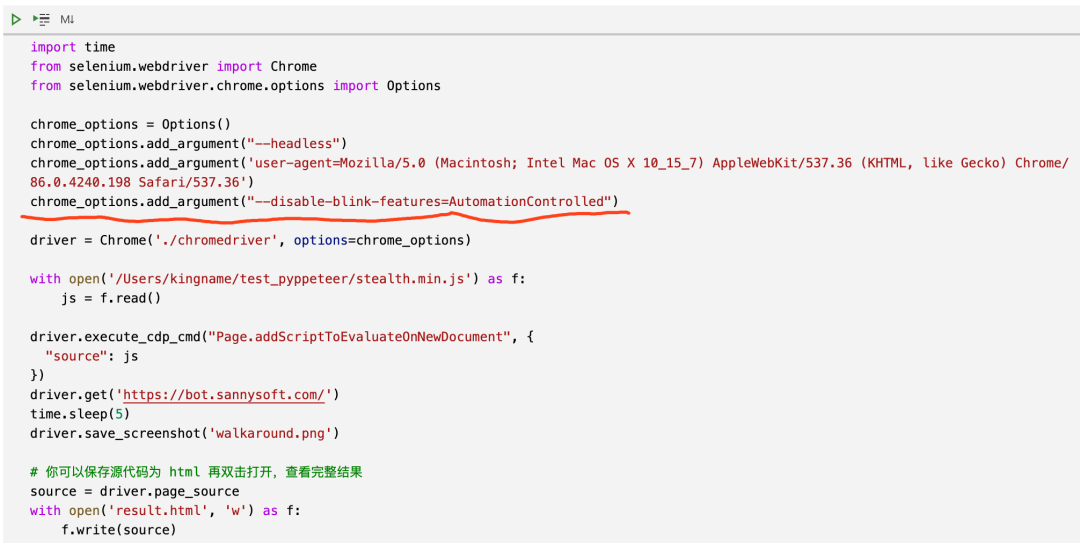 M↓
import time
from selenium.webdriver import Chrome
from selenium.webdriver.chrome.options import Options
chrome_options = Options()
chrome_options.add_argument("--headless")
chrome_options.add_argument('user-agent=Mozilla/5.0 (Macintosh; Intel Mac OS X 10_15_7) AppleWebKit/537.36 (KHTML, like Gecko) Chrome/
86.0.4240.198 Safari/537.36')
chrome_options.add_argument("--disable-blink-features=AutomationControlled")
driver = Chrome('./chromedriver', options=chrome_options)
with open('/Users/kingname/test_pyppeteer/stealth.min.js') as f:
    js = f.read()
driver.execute_cdp_cmd("Page.addScriptToEvaluateOnNewDocument", {
  "source": js
})
driver.get('https://bot.sannysoft.com/')
time.sleep(5)
driver.save_screenshot('walkaround.png')
# 你可以保存源代码为 html 再双击打开，查看完整结果
source = driver.page_source
with open('result.html', 'w') as f:
    f.write(source)